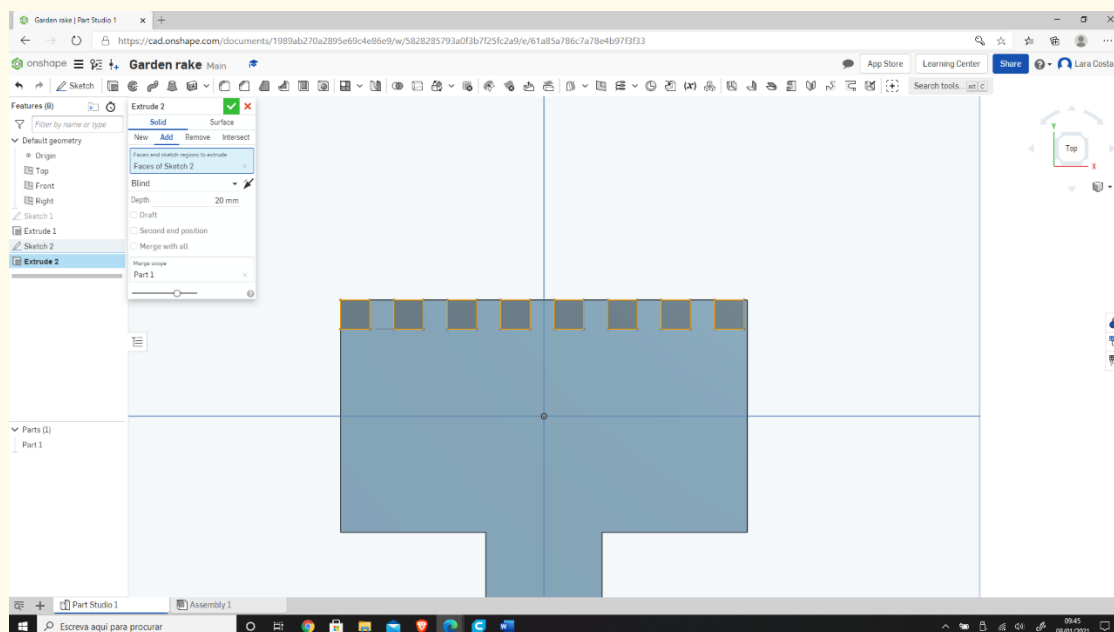 Garden rake | Part Studio 1
https://cad.onshape.com/documents/1989ab270a2895e69c4e86e9/w/5828285793a0f3b7f25fc2a9/e/61a85a786c7a78e4b97f3f33
onshape Garden rake Main App Store Learning Center Share Lara Costa
Sketch Search tools... alt C
Features (8)
Filter by name or type
Default geometry
Origin
Top
Front
Right
Sketch 1
Extrude 1
Sketch 2
Extrude 2
Extrude 2
Solid Surface
New Add Remove Intersect
Faces and sketch regions to extrude
Faces of Sketch 2
Blind
Depth 20 mm
Draft
Second end position
Merge with all
Merge scope
Part 1
Y
Top
X
Parts (1)
Part 1
Part Studio 1 Assembly 1
Escreva aqui para procurar
09:45
08/01/2021